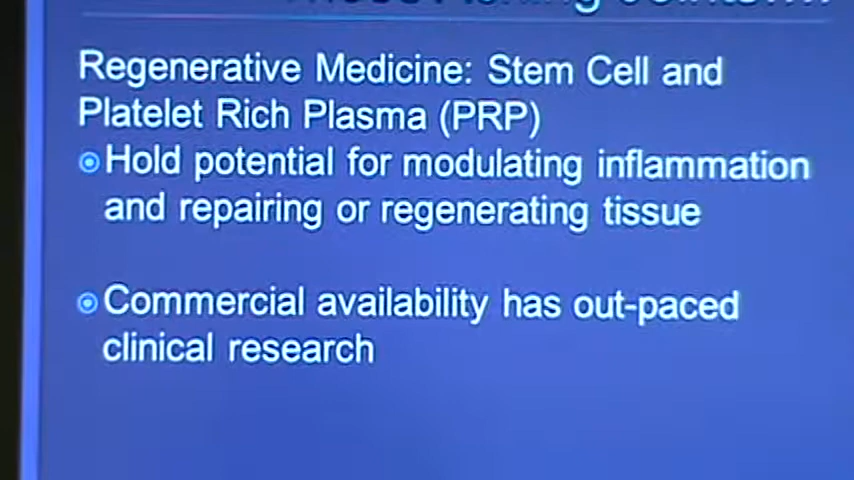 Regenerative Medicine: Stem Cell and
Platelet Rich Plasma (PRP)
Hold potential for modulating inflammation
and repairing or regenerating tissue
Commercial availability has out-paced
clinical research